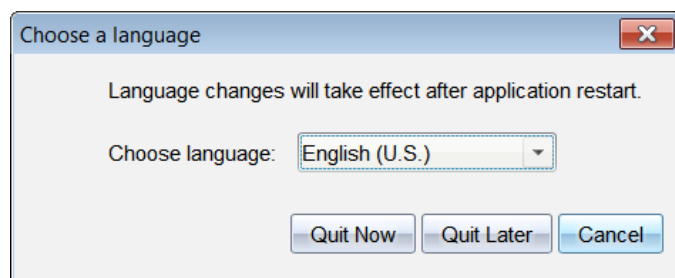 Choose a language
Language changes will take effect after application restart.
Choose language: English (U.S.)
Quit Now Quit Later Cancel